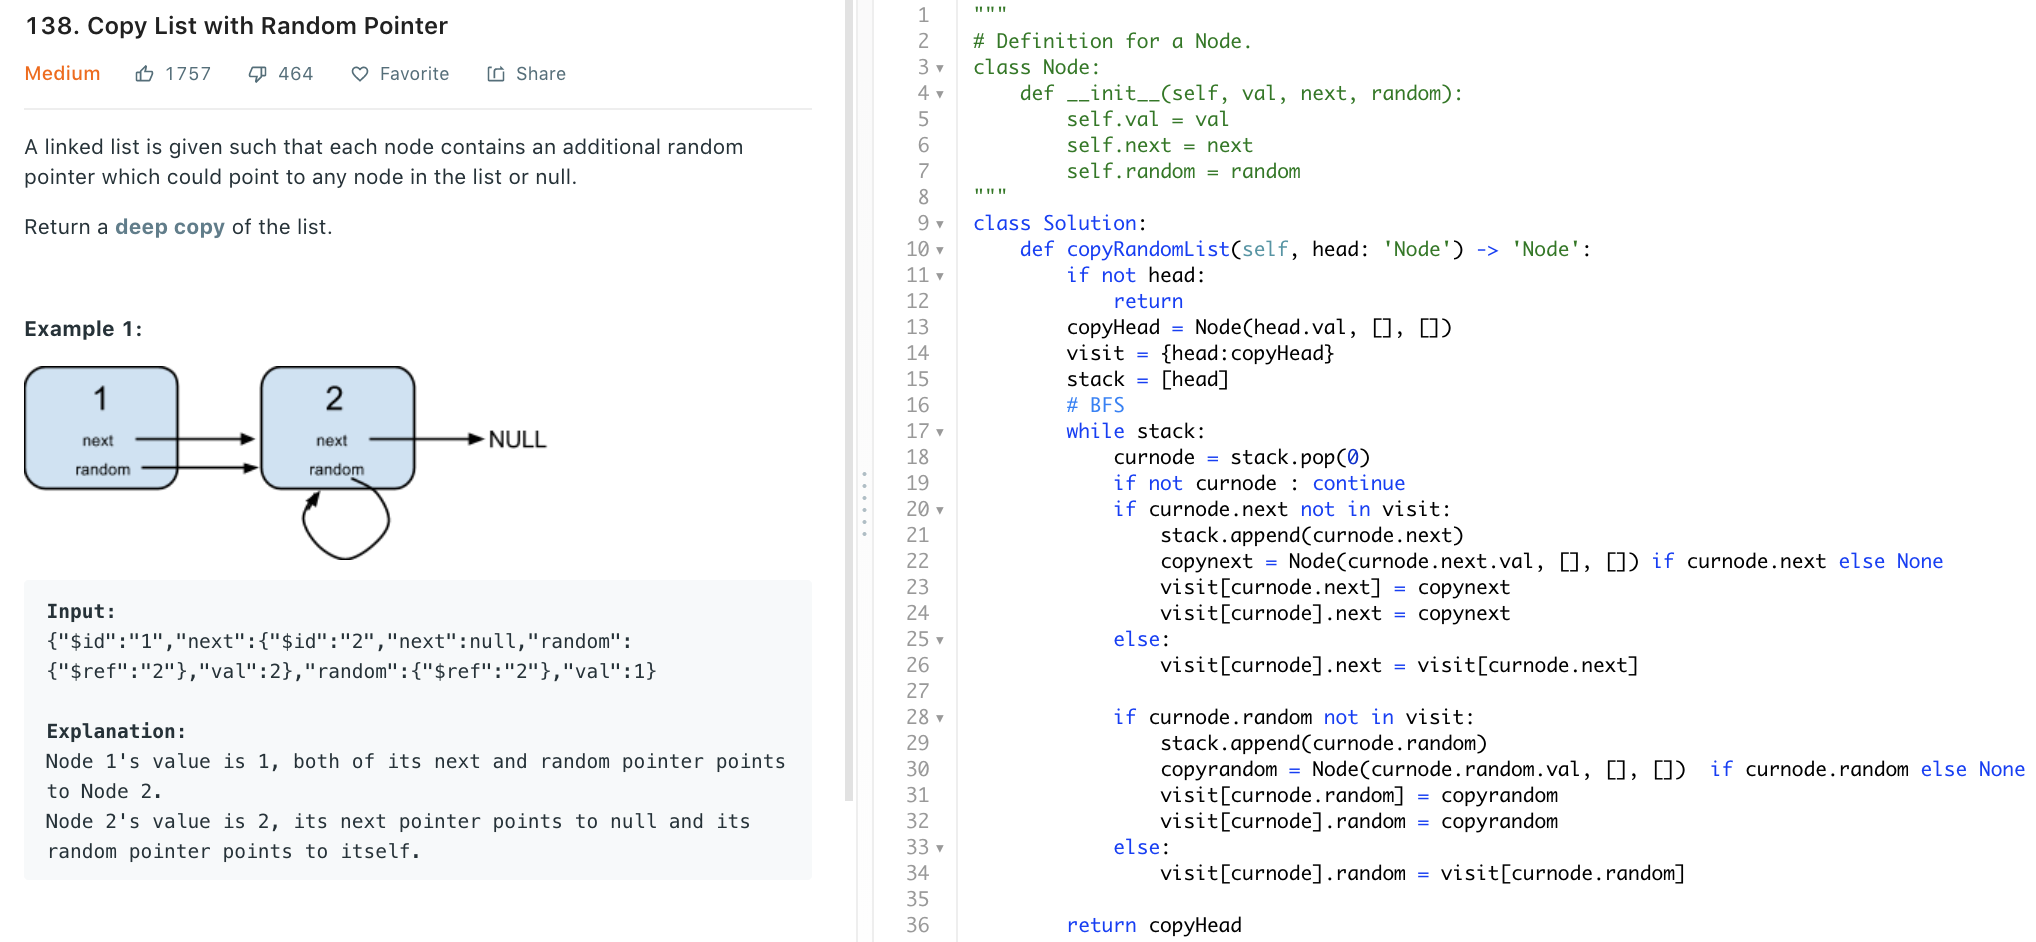 138. Copy List with Random Pointer
Medium 1757 464 Favorite Share
A linked list is given such that each node contains an additional random
pointer which could point to any node in the list or null.
Return a deep copy of the list.
Example 1:
1
next
random
2
next
random
NULL
Input:
{"$id":"1","next":{"$id":"2","next":null,"random":
{"$ref":"2"},"val":2},"random":{"$ref":"2"},"val":1}
Explanation:
Node 1's value is 1, both of its next and random pointer points
to Node 2.
Node 2's value is 2, its next pointer points to null and its
random pointer points to itself.
1 """
2 # Definition for a Node.
3 class Node:
4     def __init__(self, val, next, random):
5         self.val = val
6         self.next = next
7         self.random = random
8 """
9 class Solution:
10     def copyRandomList(self, head: 'Node') -> 'Node':
11         if not head:
12             return
13         copyHead = Node(head.val, [], [])
14         visit = {head:copyHead}
15         stack = [head]
16         # BFS
17         while stack:
18             curnode = stack.pop(0)
19             if not curnode : continue
20             if curnode.next not in visit:
21                 stack.append(curnode.next)
22                 copynext = Node(curnode.next.val, [], []) if curnode.next else None
23                 visit[curnode.next] = copynext
24                 visit[curnode].next = copynext
25             else:
26                 visit[curnode].next = visit[curnode.next]
27
28             if curnode.random not in visit:
29                 stack.append(curnode.random)
30                 copyrandom = Node(curnode.random.val, [], [])  if curnode.random else None
31                 visit[curnode.random] = copyrandom
32                 visit[curnode].random = copyrandom
33             else:
34                 visit[curnode].random = visit[curnode.random]
35
36         return copyHead